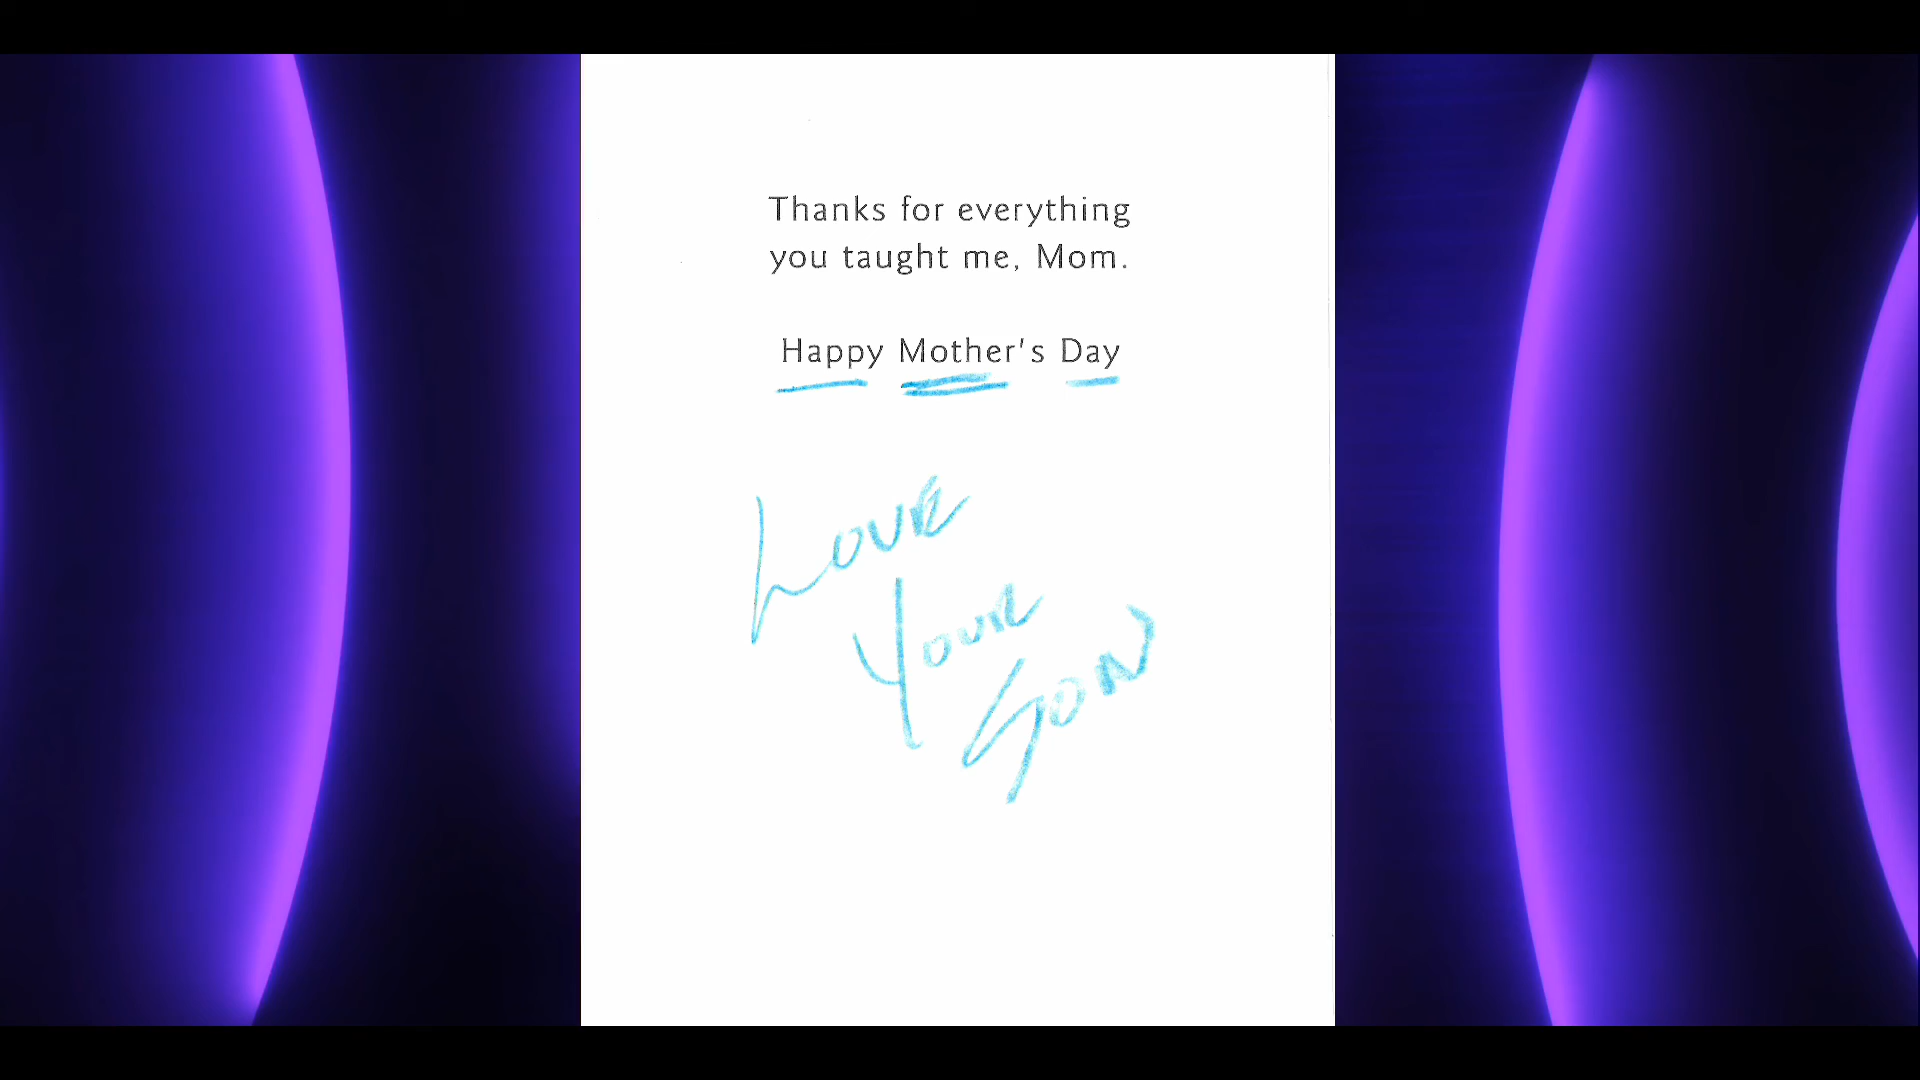 Thanks for everything
you taught me, Mom.
Happy Mother's Day
Love
Your
Son